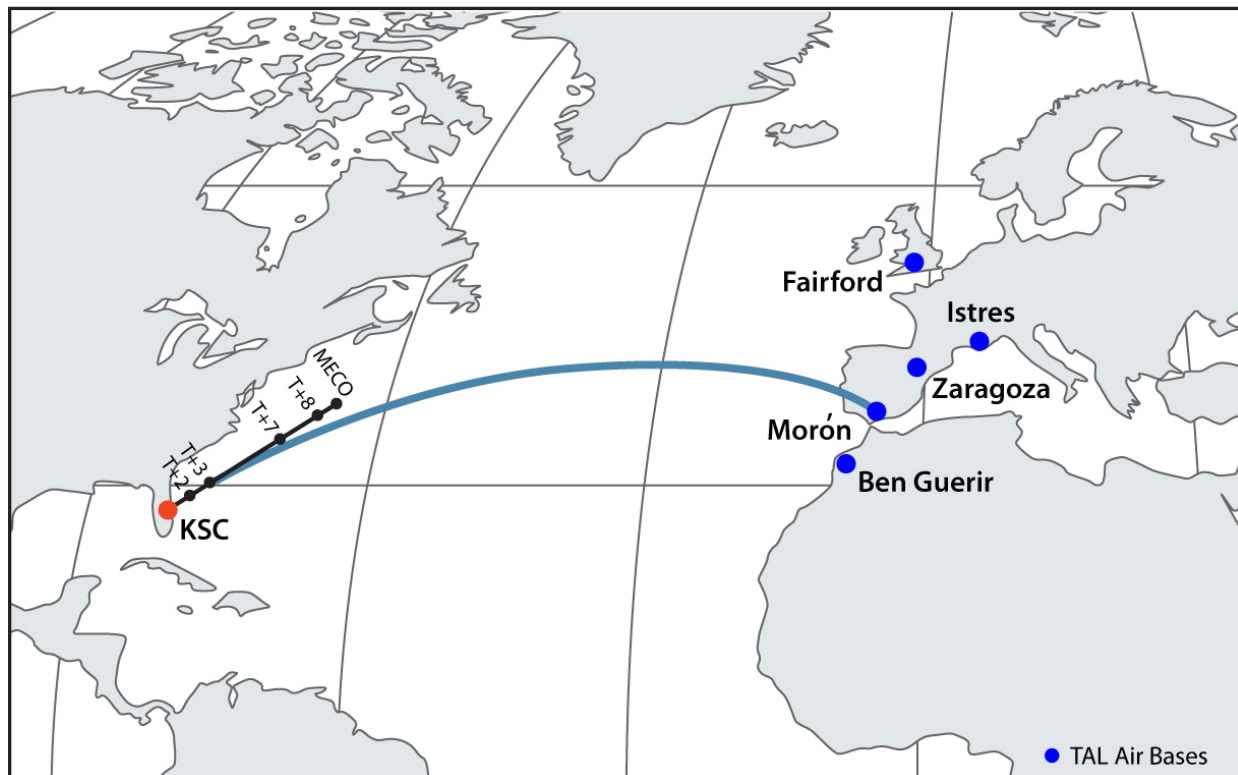 Fairford
Istres
MECO
T+8
Zaragoza
T+7
Morón
T+3
T+2
Ben Guerir
KSC
TAL Air Bases